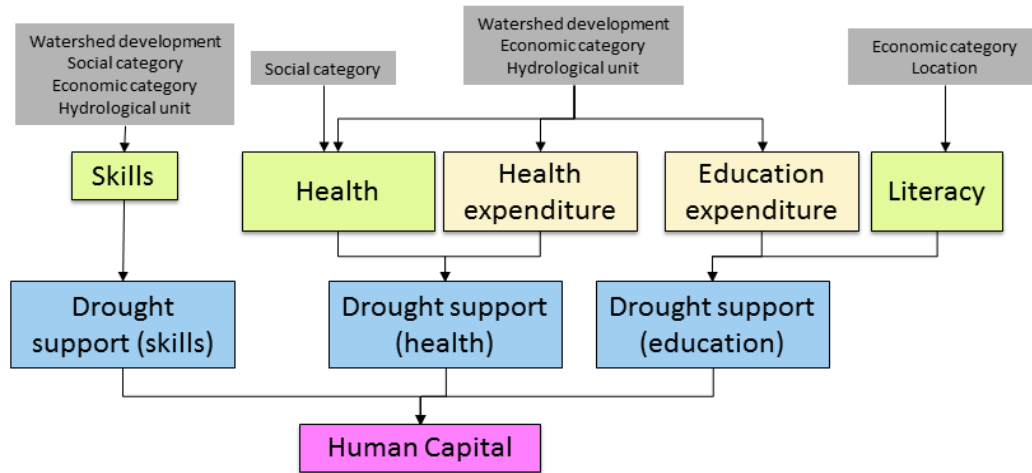 Watershed development
Social category
Economic category
Hydrological unit
Social category
Watershed development
Economic category
Hydrological unit
Economic category
Location
Skills
Health
Health
expenditure
Education
expenditure
Literacy
Drought
support (skills)
Drought support
(health)
Drought support
(education)
Human Capital